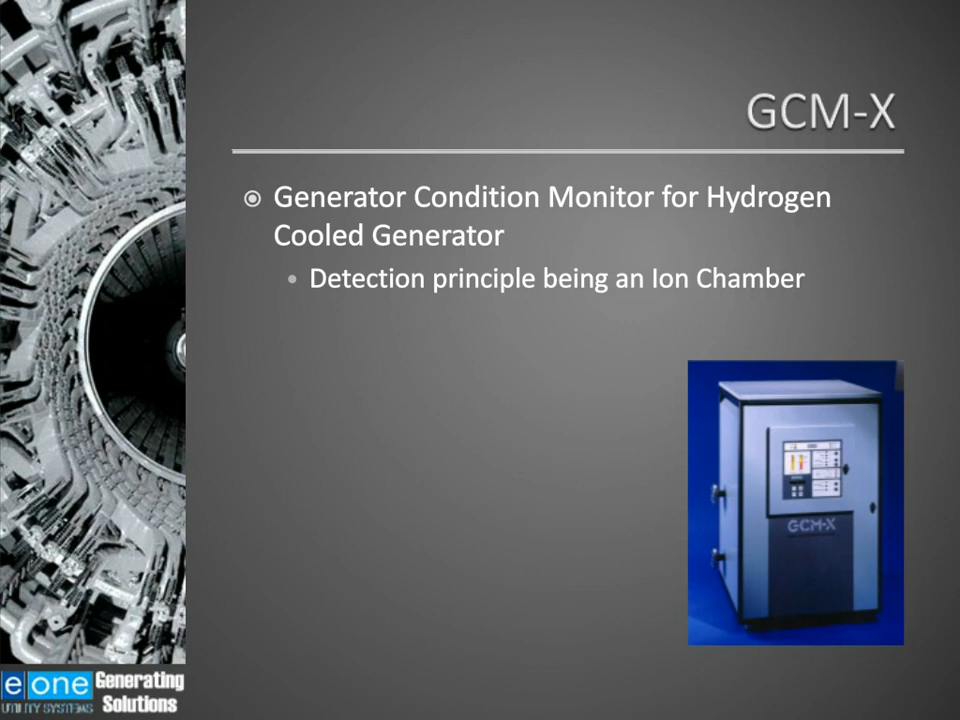 GCM-X
Generator Condition Monitor for Hydrogen
Cooled Generator
Detection principle being an Ion Chamber
GCM-X
e one Generating
UTILITY SYSTEMS Solutions